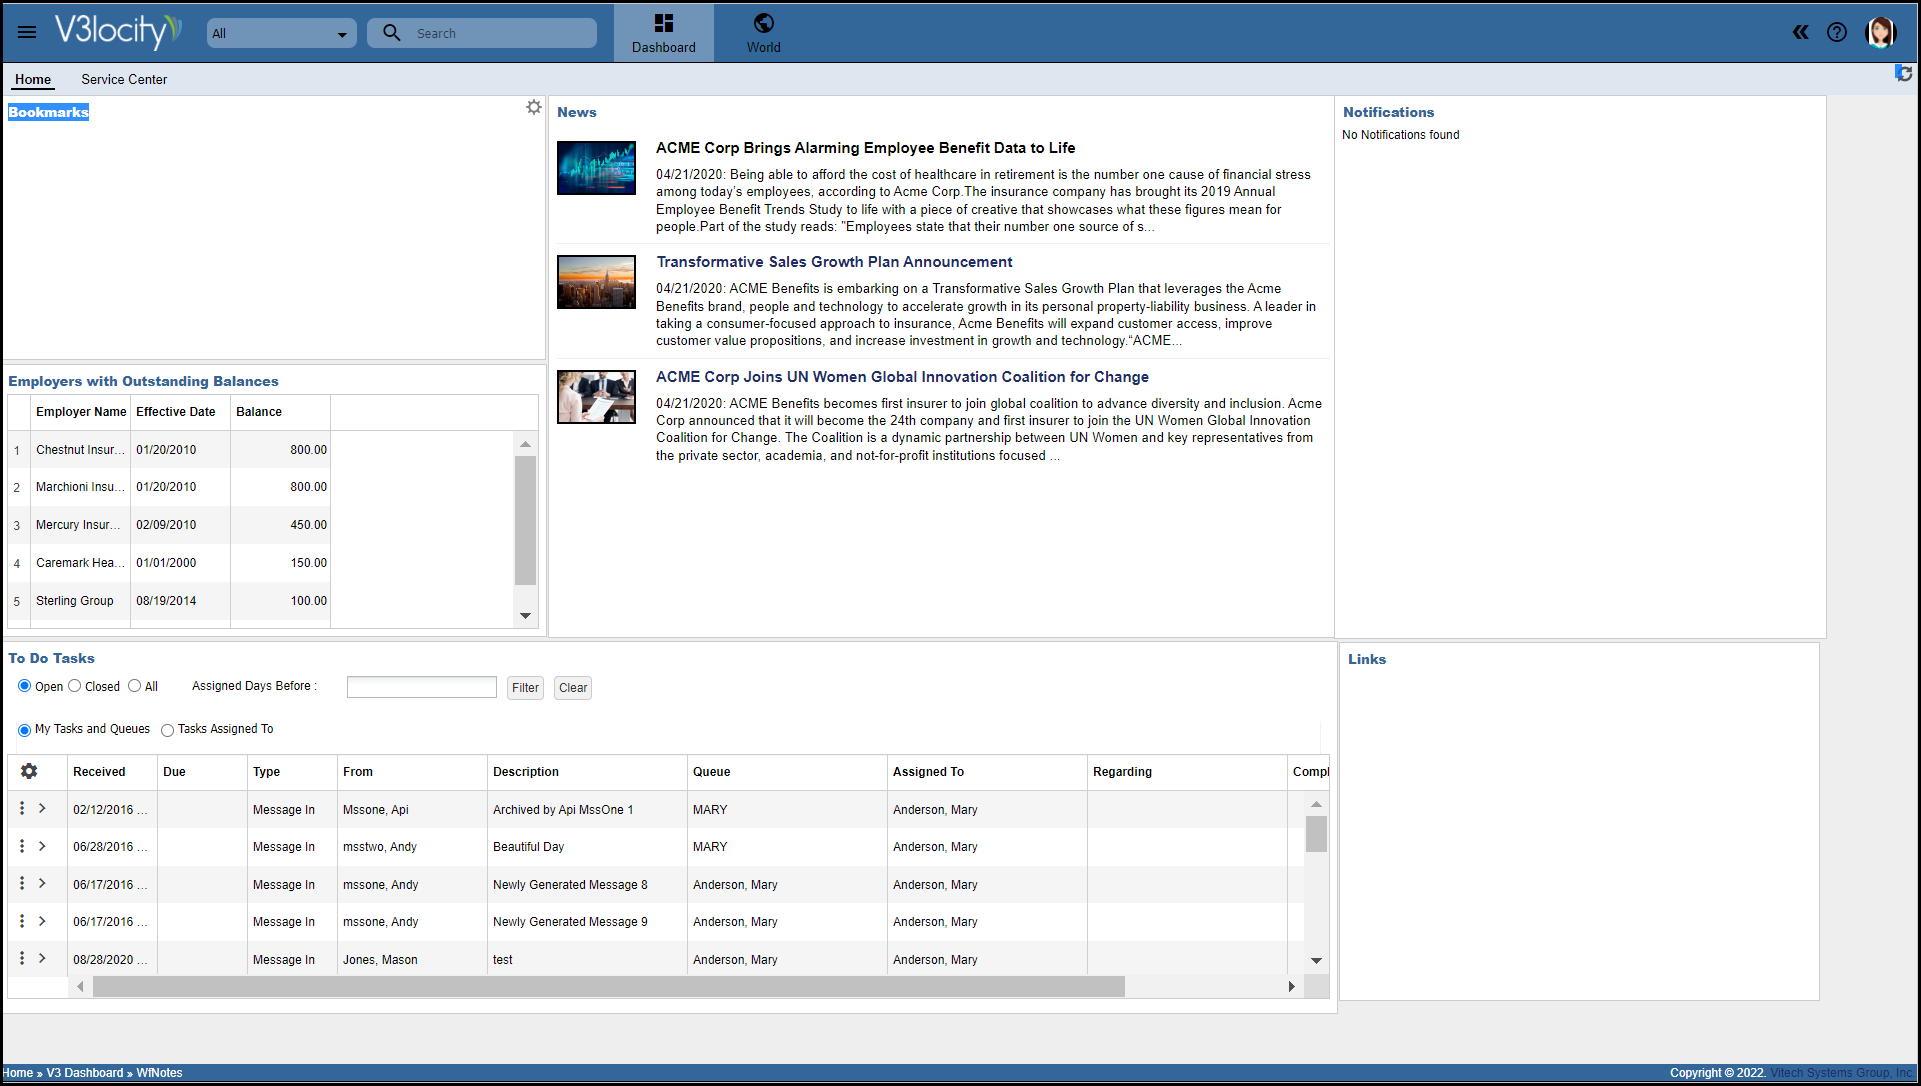 V3locity
All
Search
Dashboard
World
Home
Service Center
Bookmarks
News
ACME Corp Brings Alarming Employee Benefit Data to Life
04/21/2020: Being able to afford the cost of healthcare in retirement is the number one cause of financial stress
among today’s employees, according to Acme Corp.The insurance company has brought its 2019 Annual
Employee Benefit Trends Study to life with a piece of creative that showcases what these figures mean for
people.Part of the study reads: "Employees state that their number one source of s...
Transformative Sales Growth Plan Announcement
04/21/2020: ACME Benefits is embarking on a Transformative Sales Growth Plan that leverages the Acme
Benefits brand, people and technology to accelerate growth in its personal property-liability business. A leader in
taking a consumer-focused approach to insurance, Acme Benefits will expand customer access, improve
customer value propositions, and increase investment in growth and technology.“ACME...
ACME Corp Joins UN Women Global Innovation Coalition for Change
04/21/2020: ACME Benefits becomes first insurer to join global coalition to advance diversity and inclusion. Acme
Corp announced that it will become the 24th company and first insurer to join the UN Women Global Innovation
Coalition for Change. The Coalition is a dynamic partnership between UN Women and key representatives from
the private sector, academia, and not-for-profit institutions focused ...
Notifications
No Notifications found
Employers with Outstanding Balances
Employer Name Effective Date Balance
1 Chestnut Insur... 01/20/2010 800.00
2 Marchioni Insu... 01/20/2010 800.00
3 Mercury Insur... 02/09/2010 450.00
4 Caremark Hea... 01/01/2000 150.00
5 Sterling Group 08/19/2014 100.00
To Do Tasks
Open Closed All Assigned Days Before : Filter Clear
My Tasks and Queues Tasks Assigned To
Received Due Type From Description Queue Assigned To Regarding Compl
02/12/2016 ... Message In Mssone, Api Archived by Api MssOne 1 MARY Anderson, Mary
06/28/2016 ... Message In msstwo, Andy Beautiful Day MARY Anderson, Mary
06/17/2016 ... Message In mssone, Andy Newly Generated Message 8 Anderson, Mary Anderson, Mary
06/17/2016 ... Message In mssone, Andy Newly Generated Message 9 Anderson, Mary Anderson, Mary
08/28/2020 ... Message In Jones, Mason test Anderson, Mary Anderson, Mary
Links
Home » V3 Dashboard » WfNotes
Copyright © 2022. Vitech Systems Group, Inc.